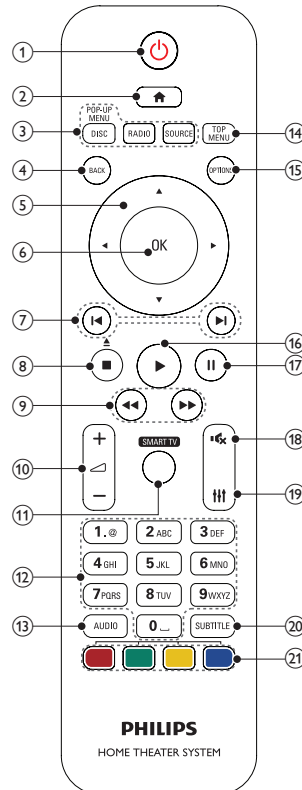 1
2
POP-UP
MENU
3
DISC
RADIO
SOURCE
TOP
MENU
14
4
BACK
OPTIONS
15
5
6
OK
7
16
8
17
9
SMART TV
18
10
+
−
11
19
1.@
2 ABC
3 DEF
12
4 GHI
5 JKL
6 MNO
7 PQRS
8 TUV
9 WXYZ
13
AUDIO
0
SUBTITLE
20
21
PHILIPS
HOME THEATER SYSTEM